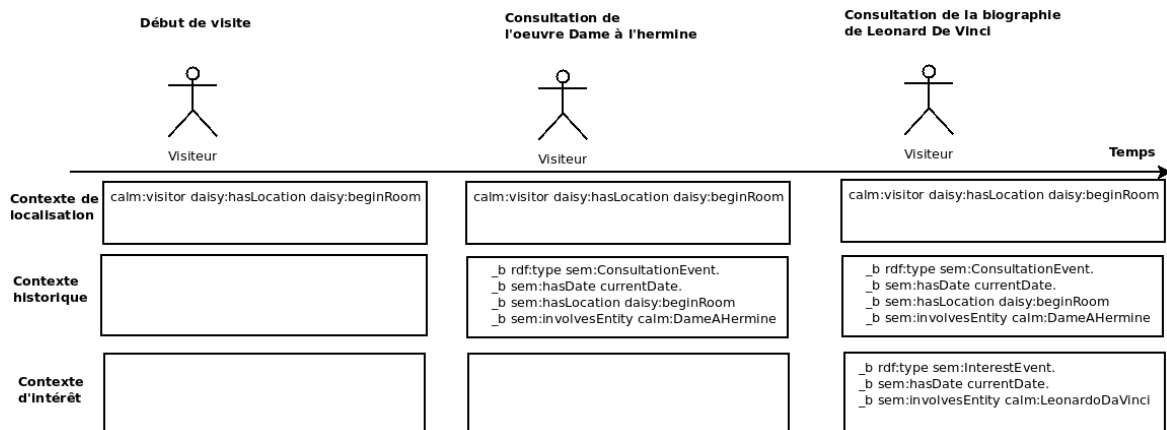 Début de visite
Consultation de
l'oeuvre Dame à l'hermine
Consultation de la biographie
de Leonard De Vinci
Visiteur
Visiteur
Visiteur
Temps
Contexte de
localisation
calm:visitor daisy:hasLocation daisy:beginRoom
calm:visitor daisy:hasLocation daisy:beginRoom
calm:visitor daisy:hasLocation daisy:beginRoom
Contexte
historique
_b rdf:type sem:ConsultationEvent.
_b sem:hasDate currentDate.
_b sem:hasLocation daisy:beginRoom
_b sem:involvesEntity calm:DameAHermine
_b rdf:type sem:ConsultationEvent.
_b sem:hasDate currentDate.
_b sem:hasLocation daisy:beginRoom
_b sem:involvesEntity calm:DameAHermine
Contexte
d'intérêt
_b rdf:type sem:InterestEvent.
_b sem:hasDate currentDate.
_b sem:involvesEntity calm:LeonardoDaVinci